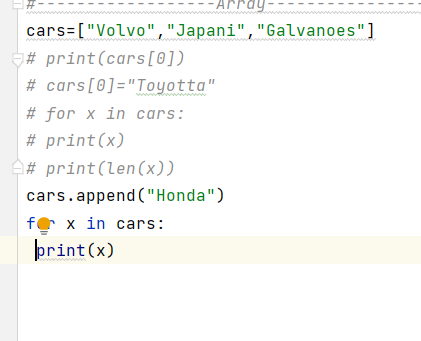 #------------------Array----------------
cars=["Volvo","Japani","Galvanoes"]
# print(cars[0])
# cars[0]="Toyotta"
# for x in cars:
# print(x)
# print(len(x))
cars.append("Honda")
for x in cars:
 print(x)